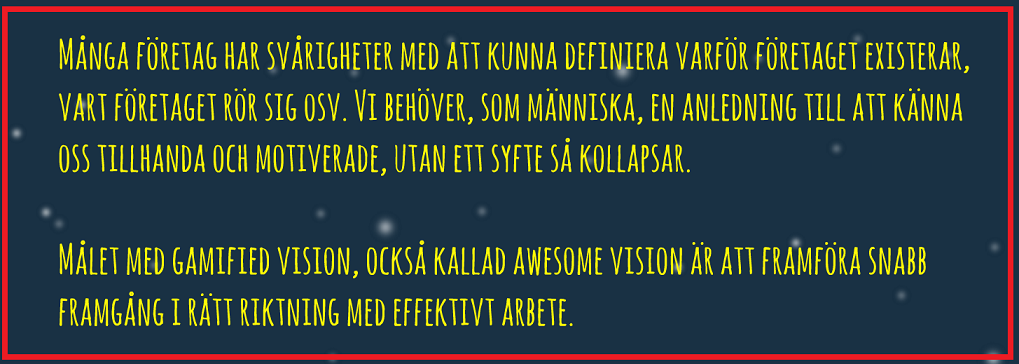 Många företag har svårigheter med att kunna definiera varför företaget existerar,
vart företaget rör sig osv. Vi behöver, som människa, en anledning till att känna
oss tillhanda och motiverade, utan ett syfte så kollapsar.
Målet med gamified vision, också kallad awesome vision är att framföra snabb
framgång i rätt riktning med effektivt arbete.